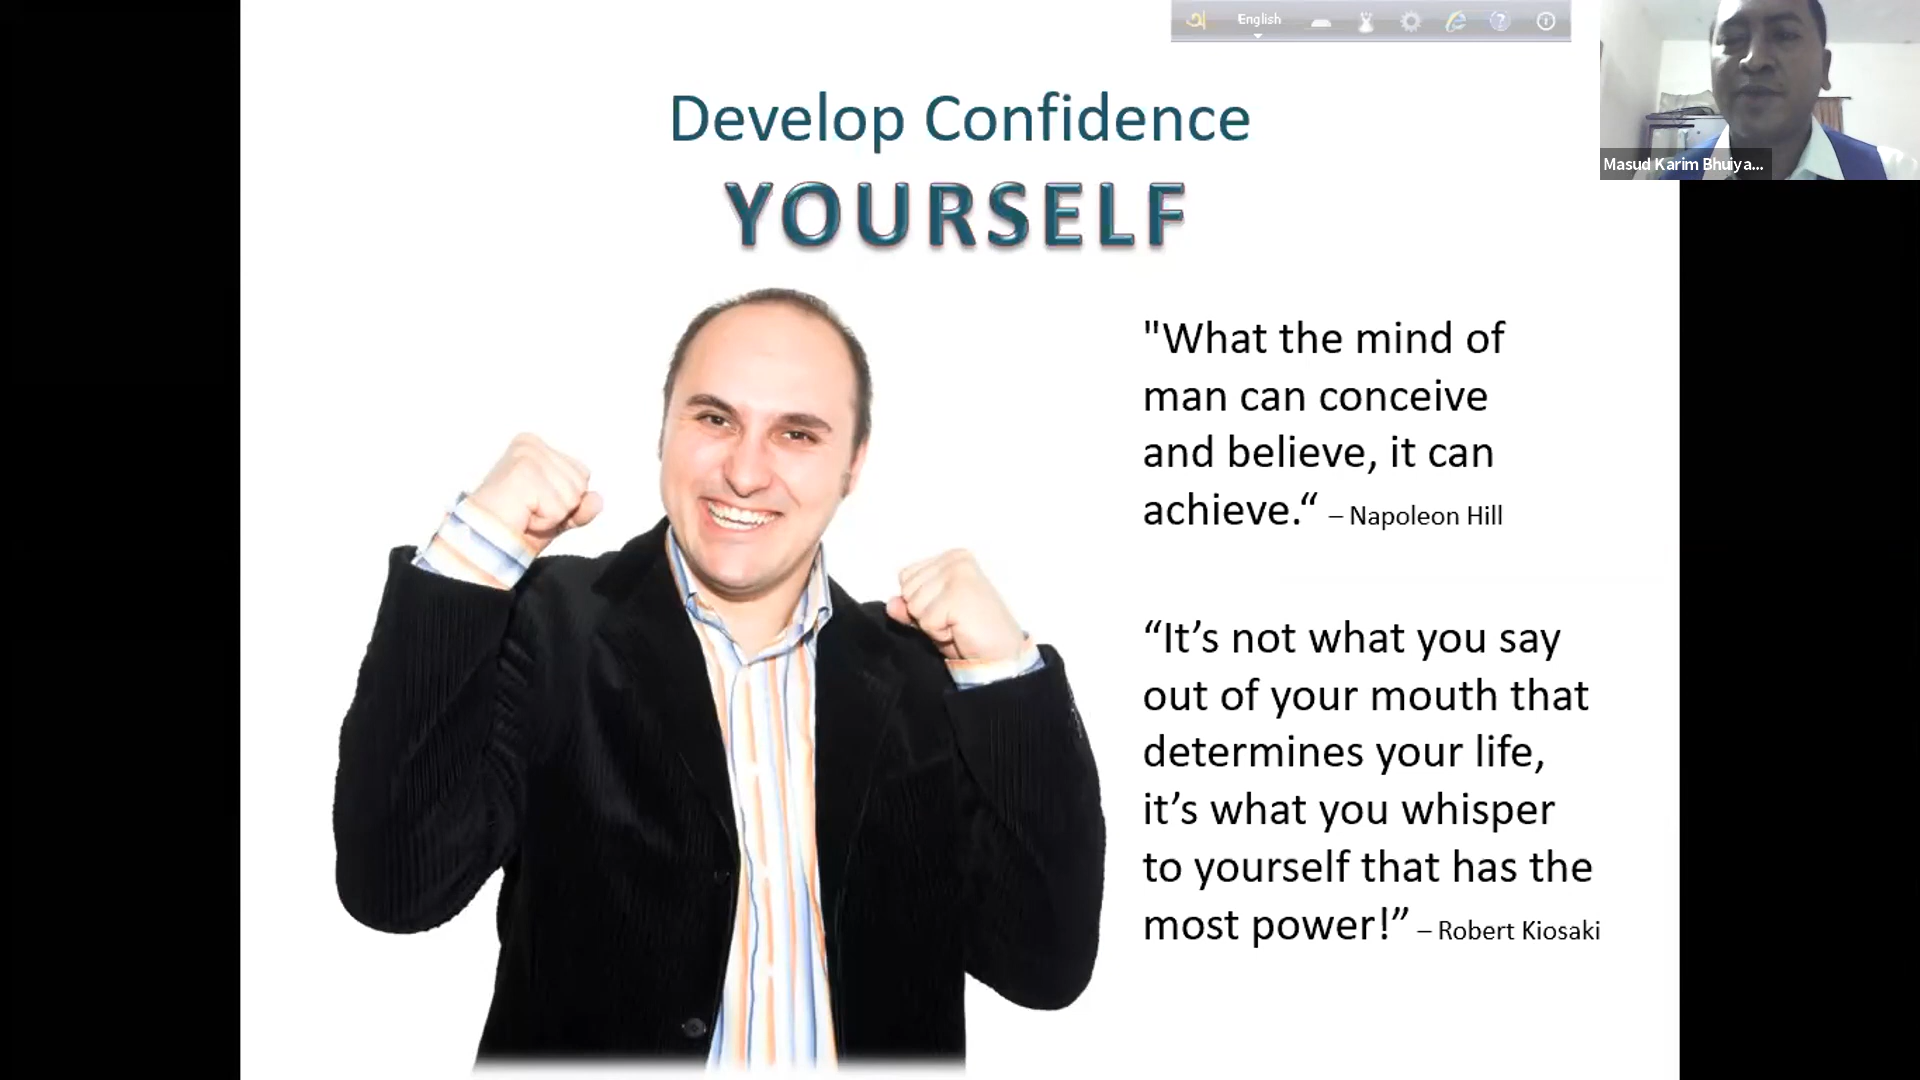 অ English
Develop Confidence
YOURSELF
Masud Karim Bhuiya...
"What the mind of
man can conceive
and believe, it can
achieve.“ – Napoleon Hill
“It’s not what you say
out of your mouth that
determines your life,
it’s what you whisper
to yourself that has the
most power!” – Robert Kiosaki